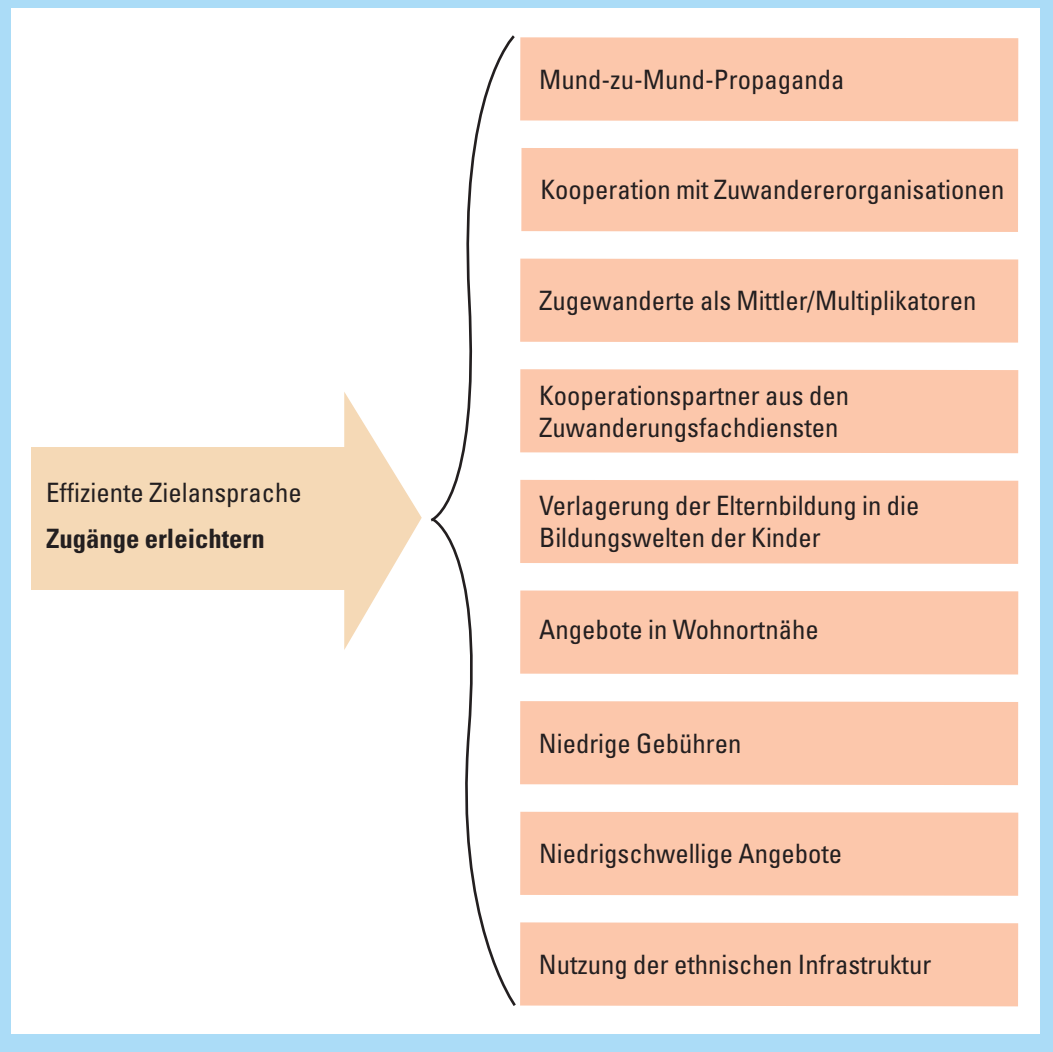 Effiziente Zielansprache
Zugänge erleichtern
Mund-zu-Mund-Propaganda
Kooperation mit Zuwandererorganisationen
Zugewanderte als Mittler/Multiplikatoren
Kooperationspartner aus den
Zuwanderungsfachdiensten
Verlagerung der Elternbildung in die
Bildungswelten der Kinder
Angebote in Wohnortnähe
Niedrige Gebühren
Niedrigschwellige Angebote
Nutzung der ethnischen Infrastruktur